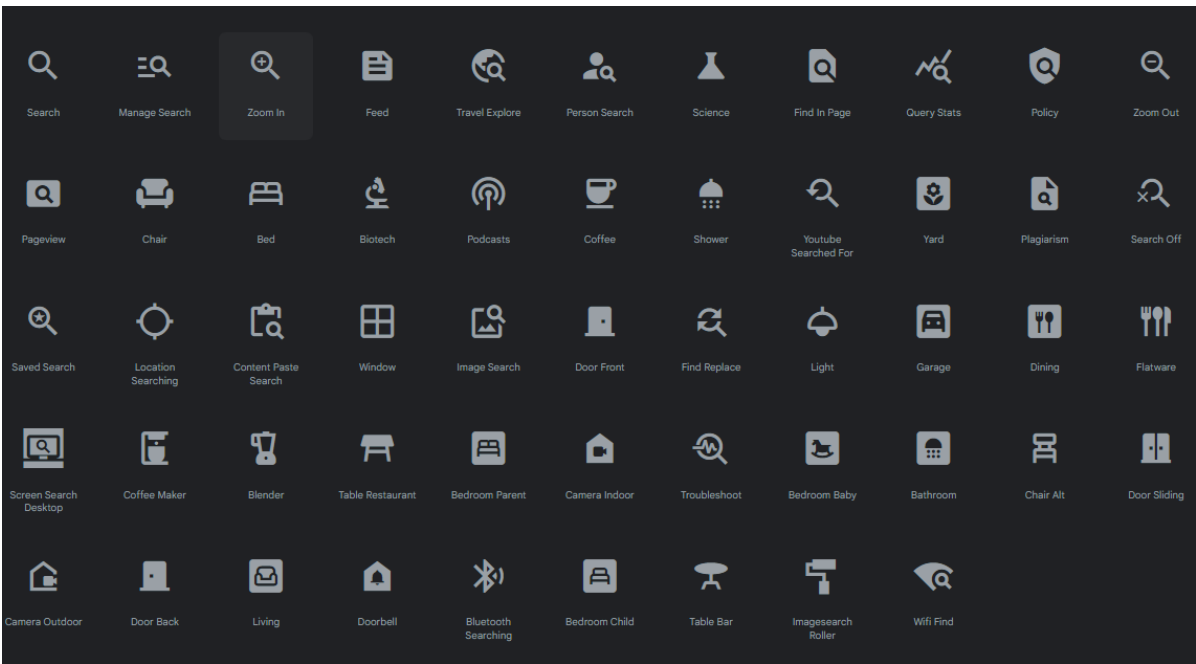 Search
Manage Search
Zoom In
Feed
Travel Explore
Person Search
Science
Find In Page
Query Stats
Policy
Zoom Out
Pageview
Chair
Bed
Biotech
Podcasts
Coffee
Shower
Youtube
Searched For
Yard
Plagiarism
Search Off
Saved Search
Location
Searching
Content Paste
Search
Window
Image Search
Door Front
Find Replace
Light
Garage
Dining
Flatware
Screen Search
Desktop
Coffee Maker
Blender
Table Restaurant
Bedroom Parent
Camera Indoor
Troubleshoot
Bedroom Baby
Bathroom
Chair Alt
Door Sliding
Camera Outdoor
Door Back
Living
Doorbell
Bluetooth
Searching
Bedroom Child
Table Bar
Imagesearch
Roller
Wifi Find